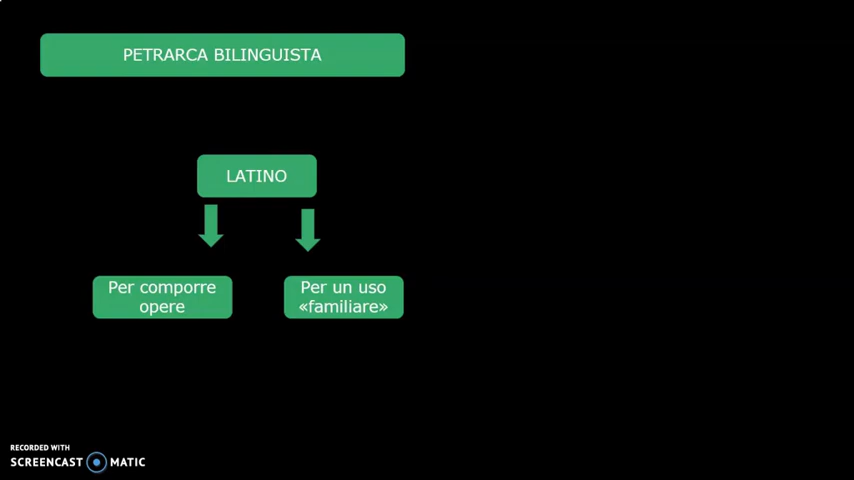 PETRARCA BILINGUISTA
LATINO
Per comporre
opere
Per un uso
«familiare»
RECORDED WITH
SCREENCAST MATIC